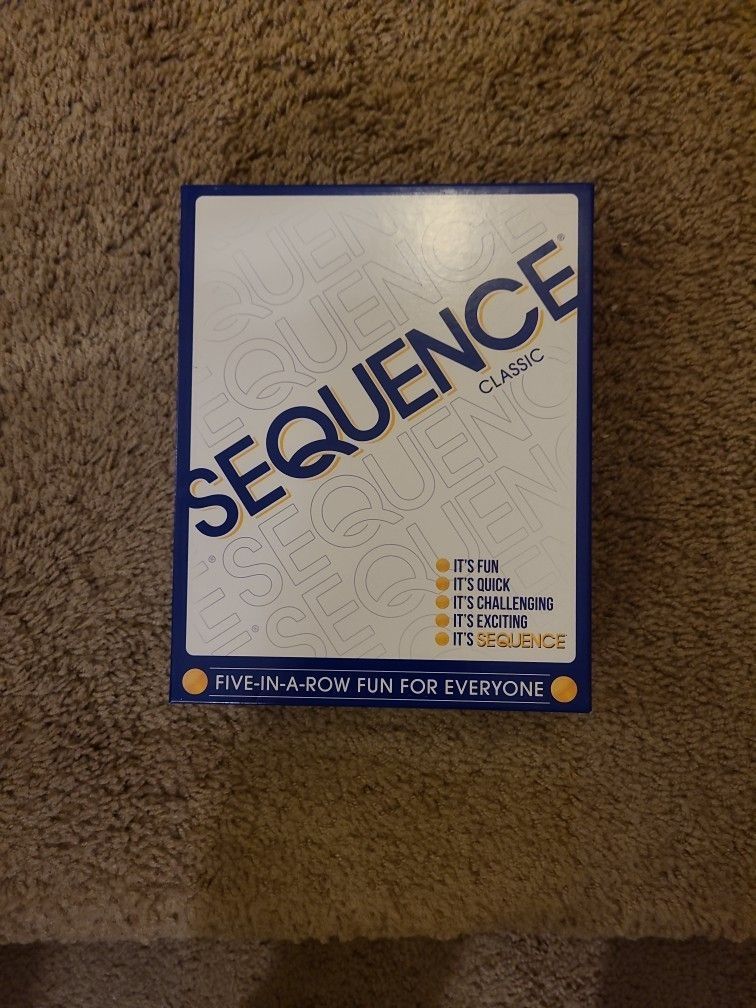 SEQUENCE®
CLASSIC
IT'S FUN
IT'S QUICK
IT'S CHALLENGING
IT'S EXCITING
IT'S SEQUENCE
FIVE-IN-A-ROW FUN FOR EVERYONE